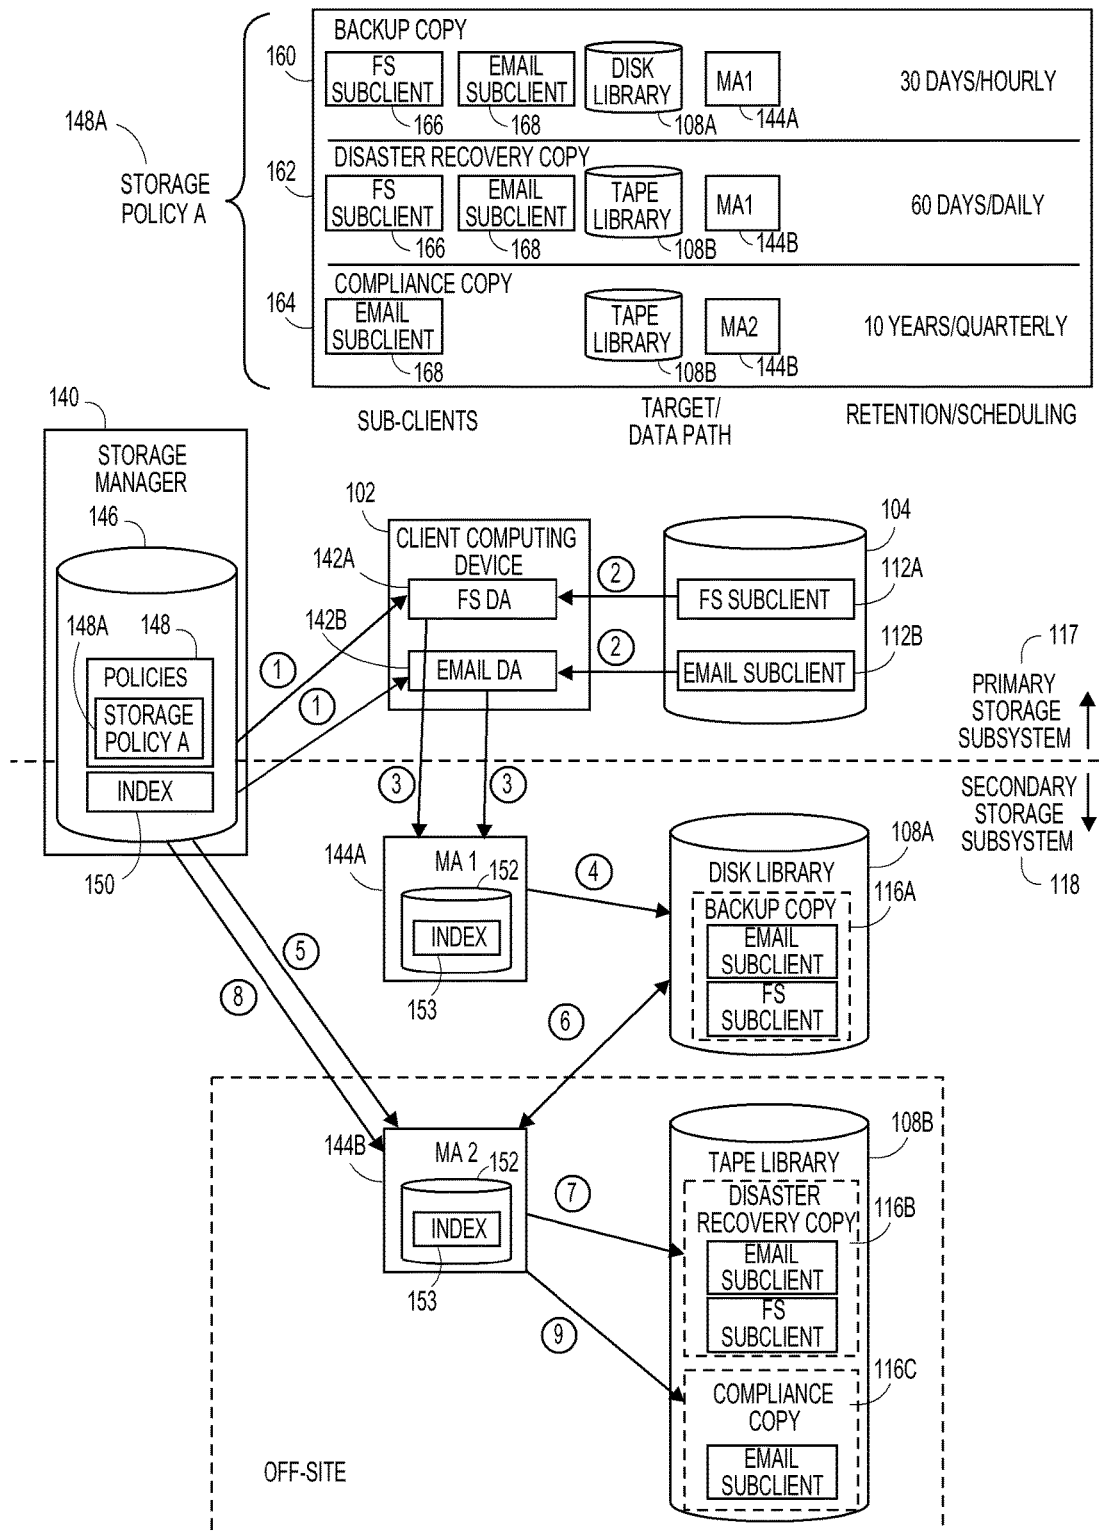 BACKUP COPY
160
FS
SUBCLIENT
166
EMAIL
SUBCLIENT
168
DISK
LIBRARY
108A
MA1
144A
30 DAYS/HOURLY
148A
STORAGE
POLICY A
DISASTER RECOVERY COPY
162
FS
SUBCLIENT
166
EMAIL
SUBCLIENT
168
TAPE
LIBRARY
108B
MA1
144B
60 DAYS/DAILY
COMPLIANCE COPY
164
EMAIL
SUBCLIENT
168
TAPE
LIBRARY
108B
MA2
144B
10 YEARS/QUARTERLY
SUB-CLIENTS
TARGET/
DATA PATH
RETENTION/SCHEDULING
140
STORAGE
MANAGER
146
148A
148
POLICIES
STORAGE
POLICY A
INDEX
150
102
CLIENT COMPUTING
DEVICE
142A
FS DA
142B
EMAIL DA
104
112A
FS SUBCLIENT
112B
EMAIL SUBCLIENT
1
1
2
2
117
PRIMARY
STORAGE
SUBSYSTEM
SECONDARY
STORAGE
SUBSYSTEM
118
3
3
144A
MA 1
152
INDEX
153
4
108A
DISK LIBRARY
116A
BACKUP COPY
EMAIL
SUBCLIENT
FS
SUBCLIENT
5
8
6
144B
MA 2
152
INDEX
153
7
9
108B
TAPE LIBRARY
DISASTER
RECOVERY COPY
116B
EMAIL
SUBCLIENT
FS
SUBCLIENT
116C
COMPLIANCE
COPY
EMAIL
SUBCLIENT
OFF-SITE